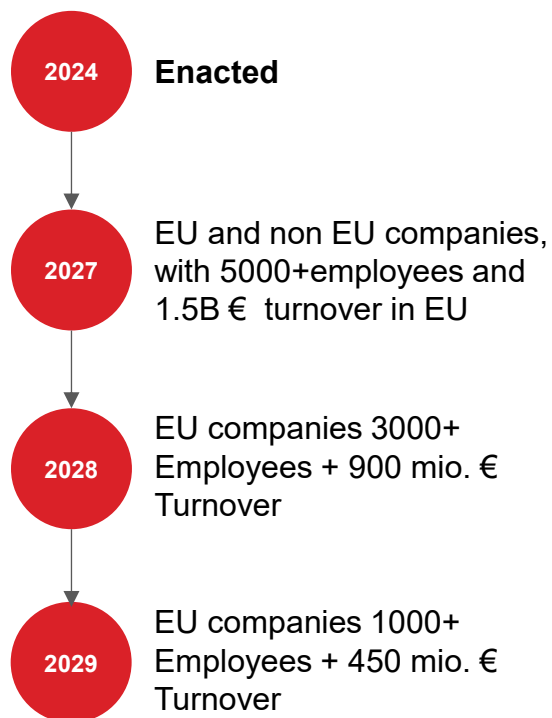 2024
Enacted
2027
EU and non EU companies,
with 5000+employees and
1.5B € turnover in EU
2028
EU companies 3000+
Employees + 900 mio. €
Turnover
2029
EU companies 1000+
Employees + 450 mio. €
Turnover